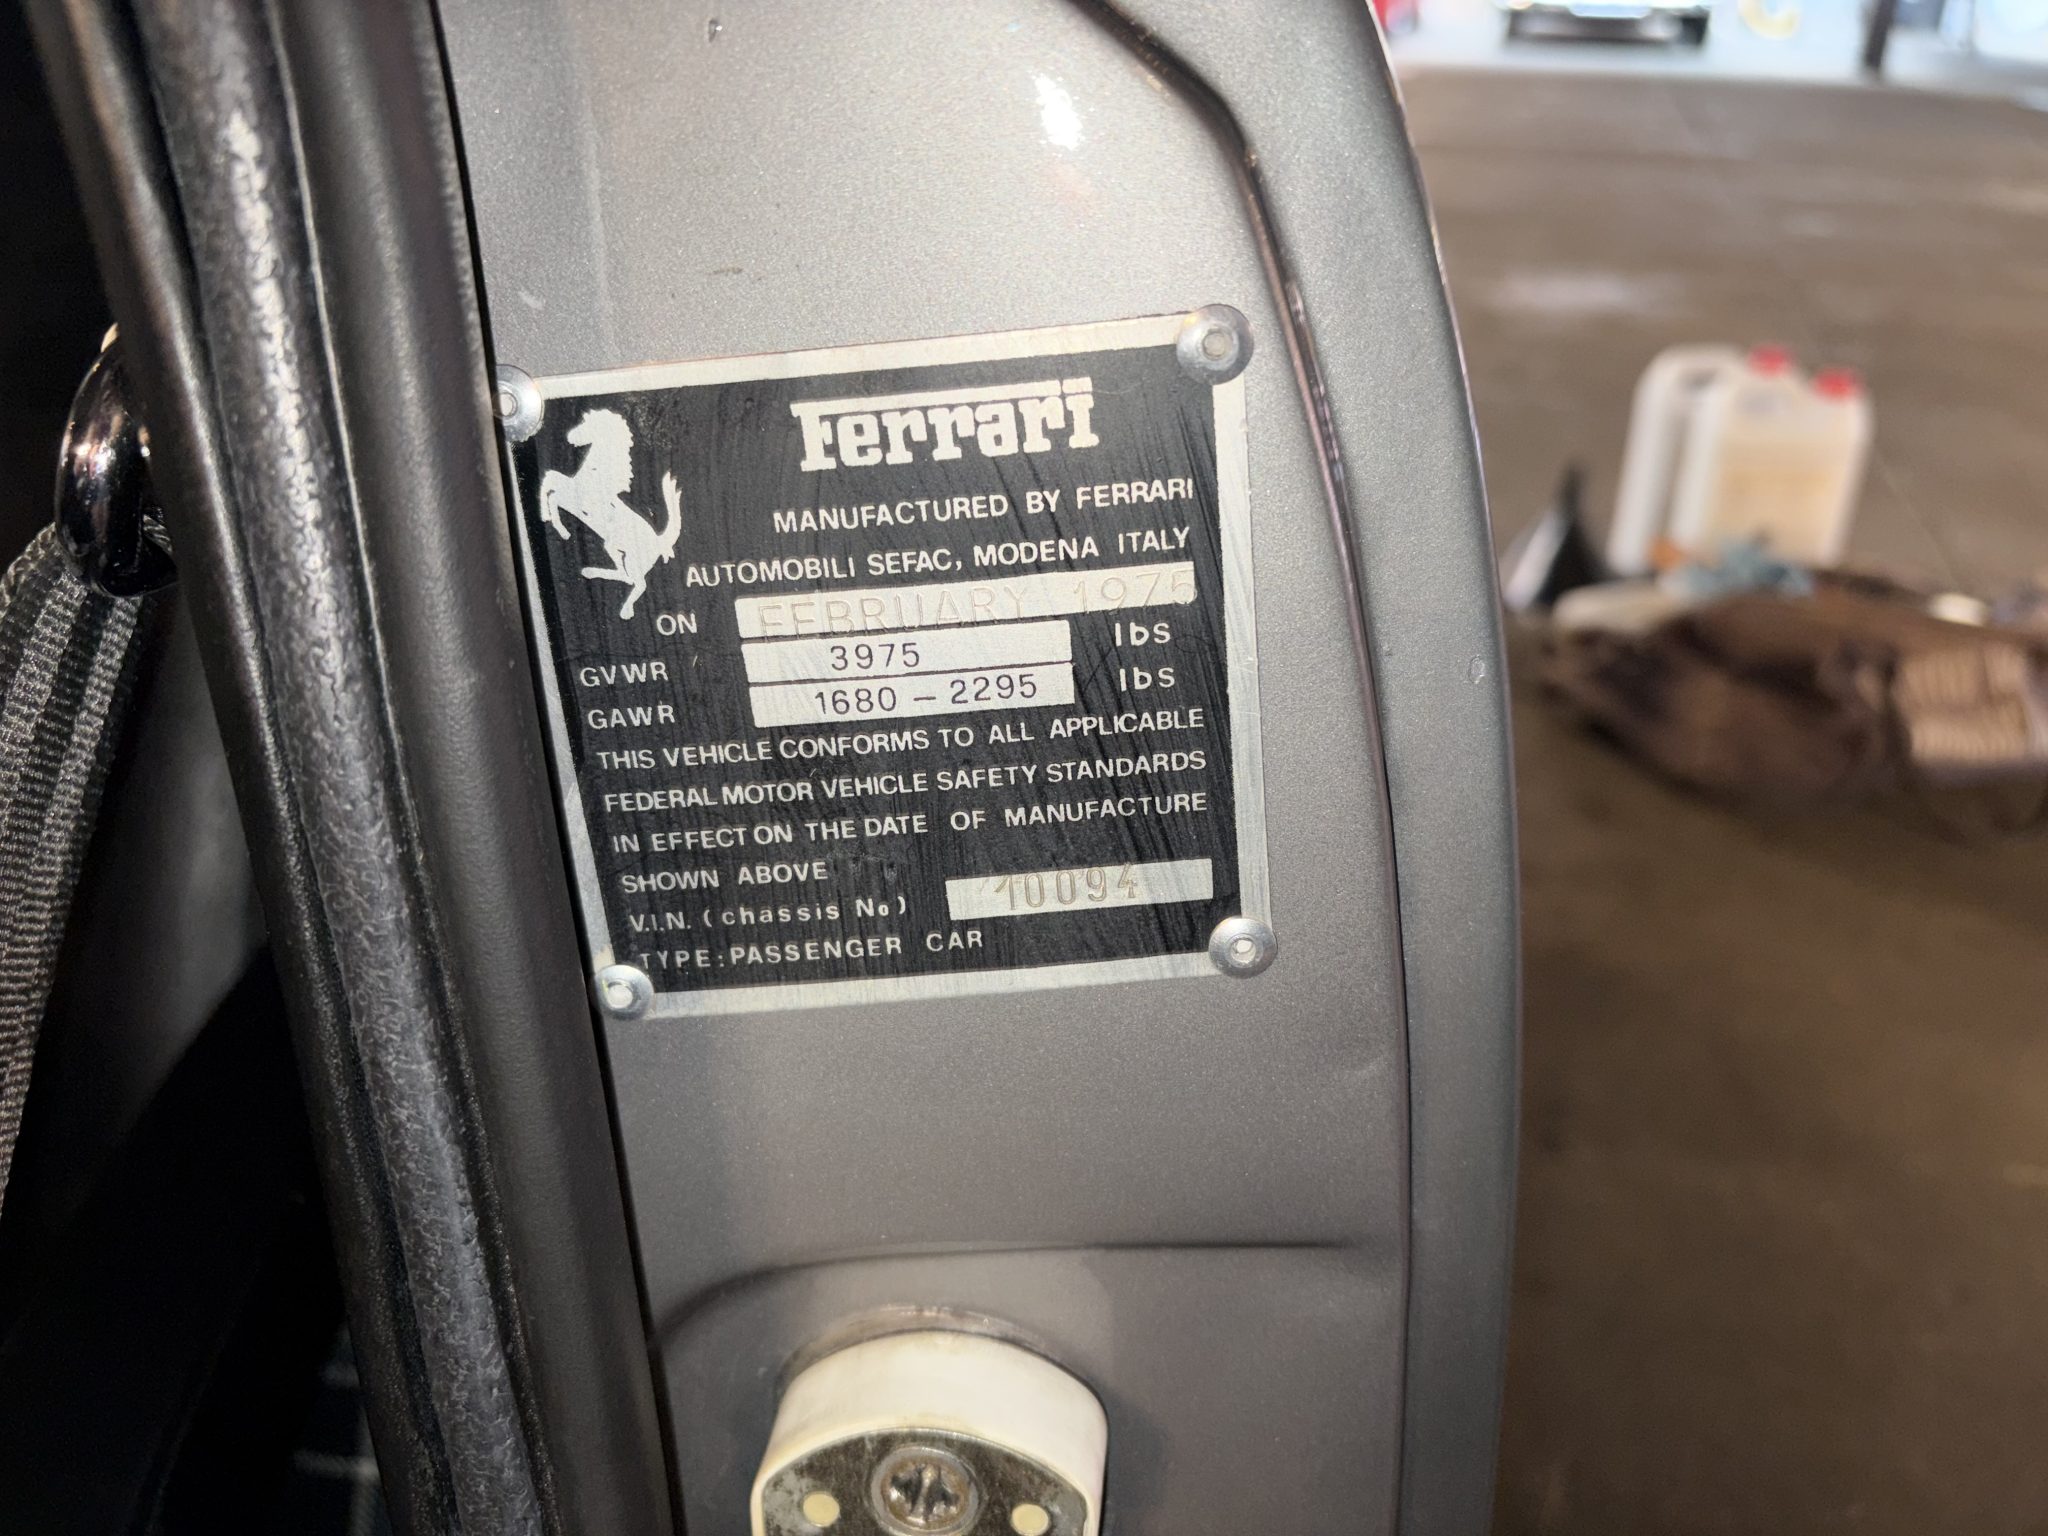 Ferrari
MANUFACTURED BY FERRARI
AUTOMOBILI SEFAC, MODENA ITALY
ON FEBRUARY 1975
GVWR 3975 lbs
GAWR 1680 – 2295 lbs
THIS VEHICLE CONFORMS TO ALL APPLICABLE
FEDERAL MOTOR VEHICLE SAFETY STANDARDS
IN EFFECT ON THE DATE OF MANUFACTURE
SHOWN ABOVE
V.I.N. (chassis No) 10094
TYPE: PASSENGER CAR